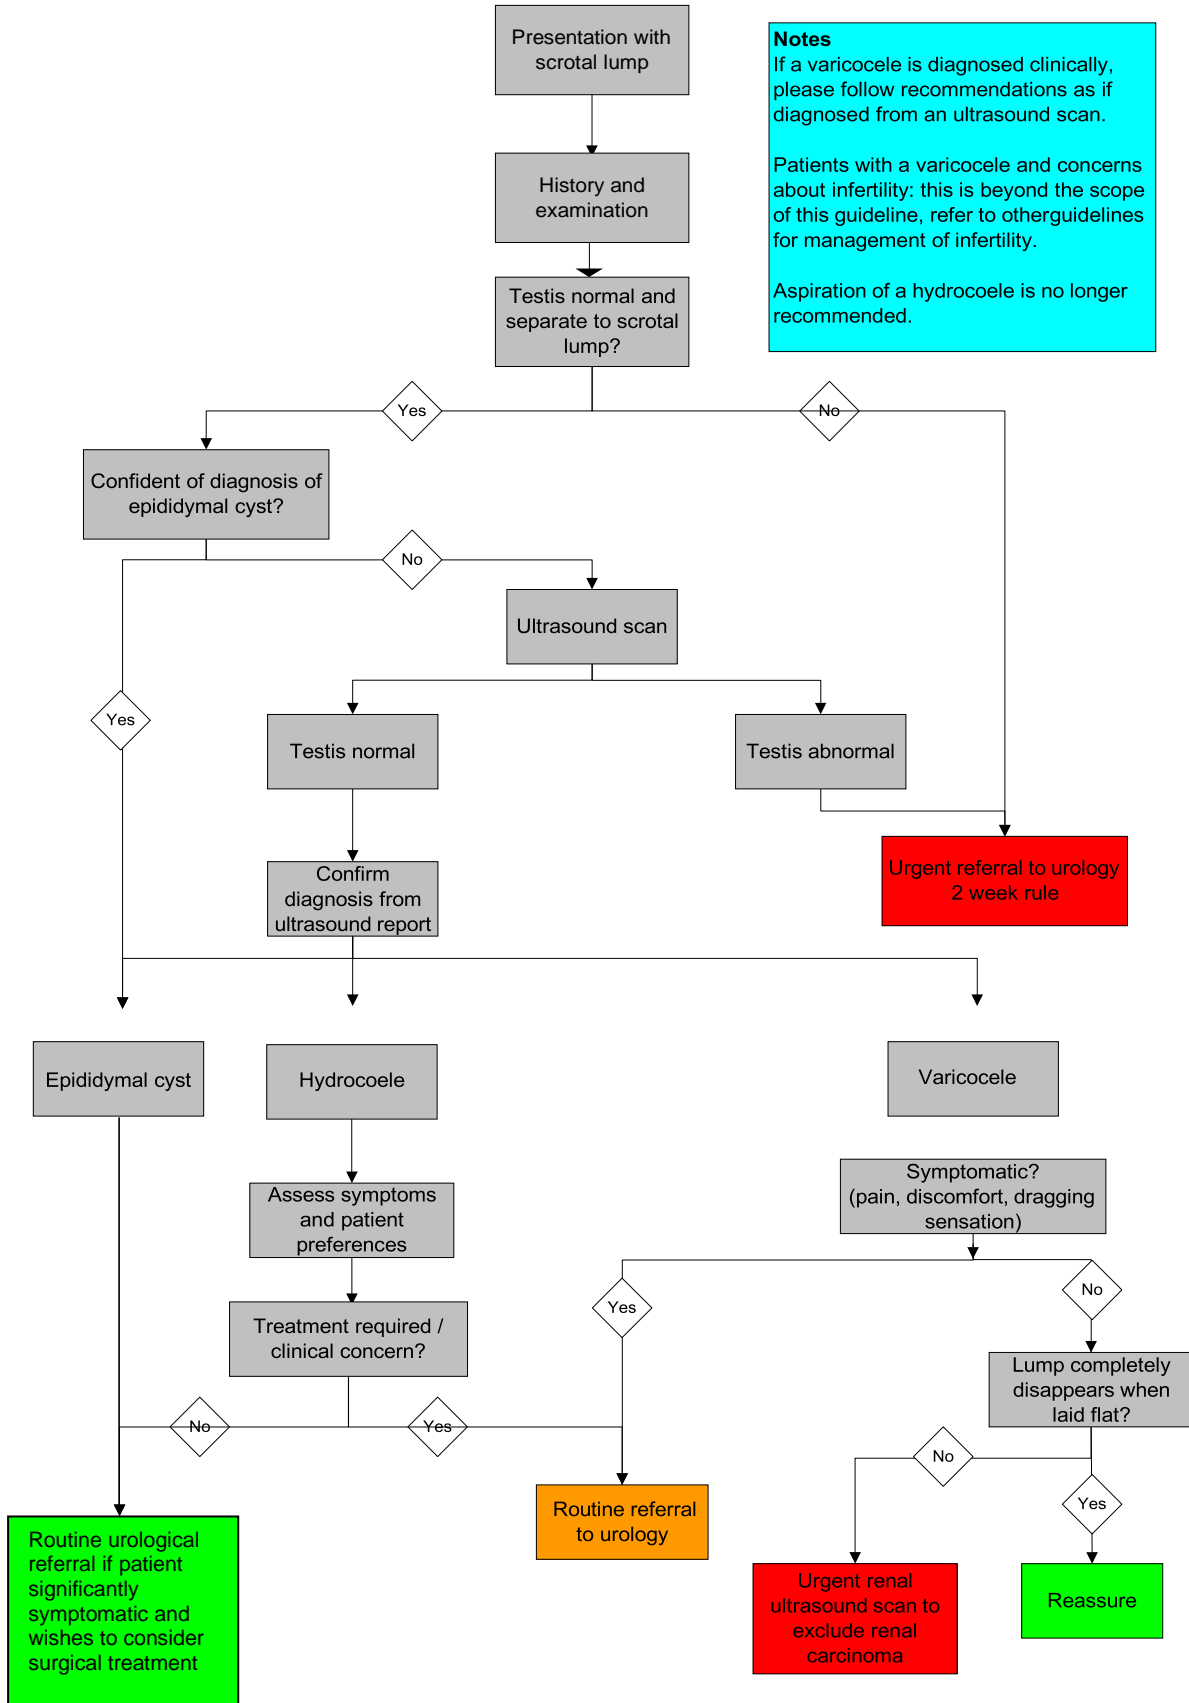 Presentation with
scrotal lump
Notes
If a varicocele is diagnosed clinically,
please follow recommendations as if
diagnosed from an ultrasound scan.
Patients with a varicocele and concerns
about infertility: this is beyond the scope
of this guideline, refer to otherguidelines
for management of infertility.
Aspiration of a hydrocoele is no longer
recommended.
History and
examination
Testis normal and
separate to scrotal
lump?
Yes
No
Confident of diagnosis of
epididymal cyst?
No
Ultrasound scan
Yes
Testis normal
Testis abnormal
Confirm
diagnosis from
ultrasound report
Urgent referral to urology
2 week rule
Epididymal cyst
Hydrocoele
Varicocele
Assess symptoms
and patient
preferences
Symptomatic?
(pain, discomfort, dragging
sensation)
Yes
No
Treatment required /
clinical concern?
Lump completely
disappears when
laid flat?
No
Yes
No
Yes
Routine referral
to urology
Routine urological
referral if patient
significantly
symptomatic and
wishes to consider
surgical treatment
Urgent renal
ultrasound scan to
exclude renal
carcinoma
Reassure